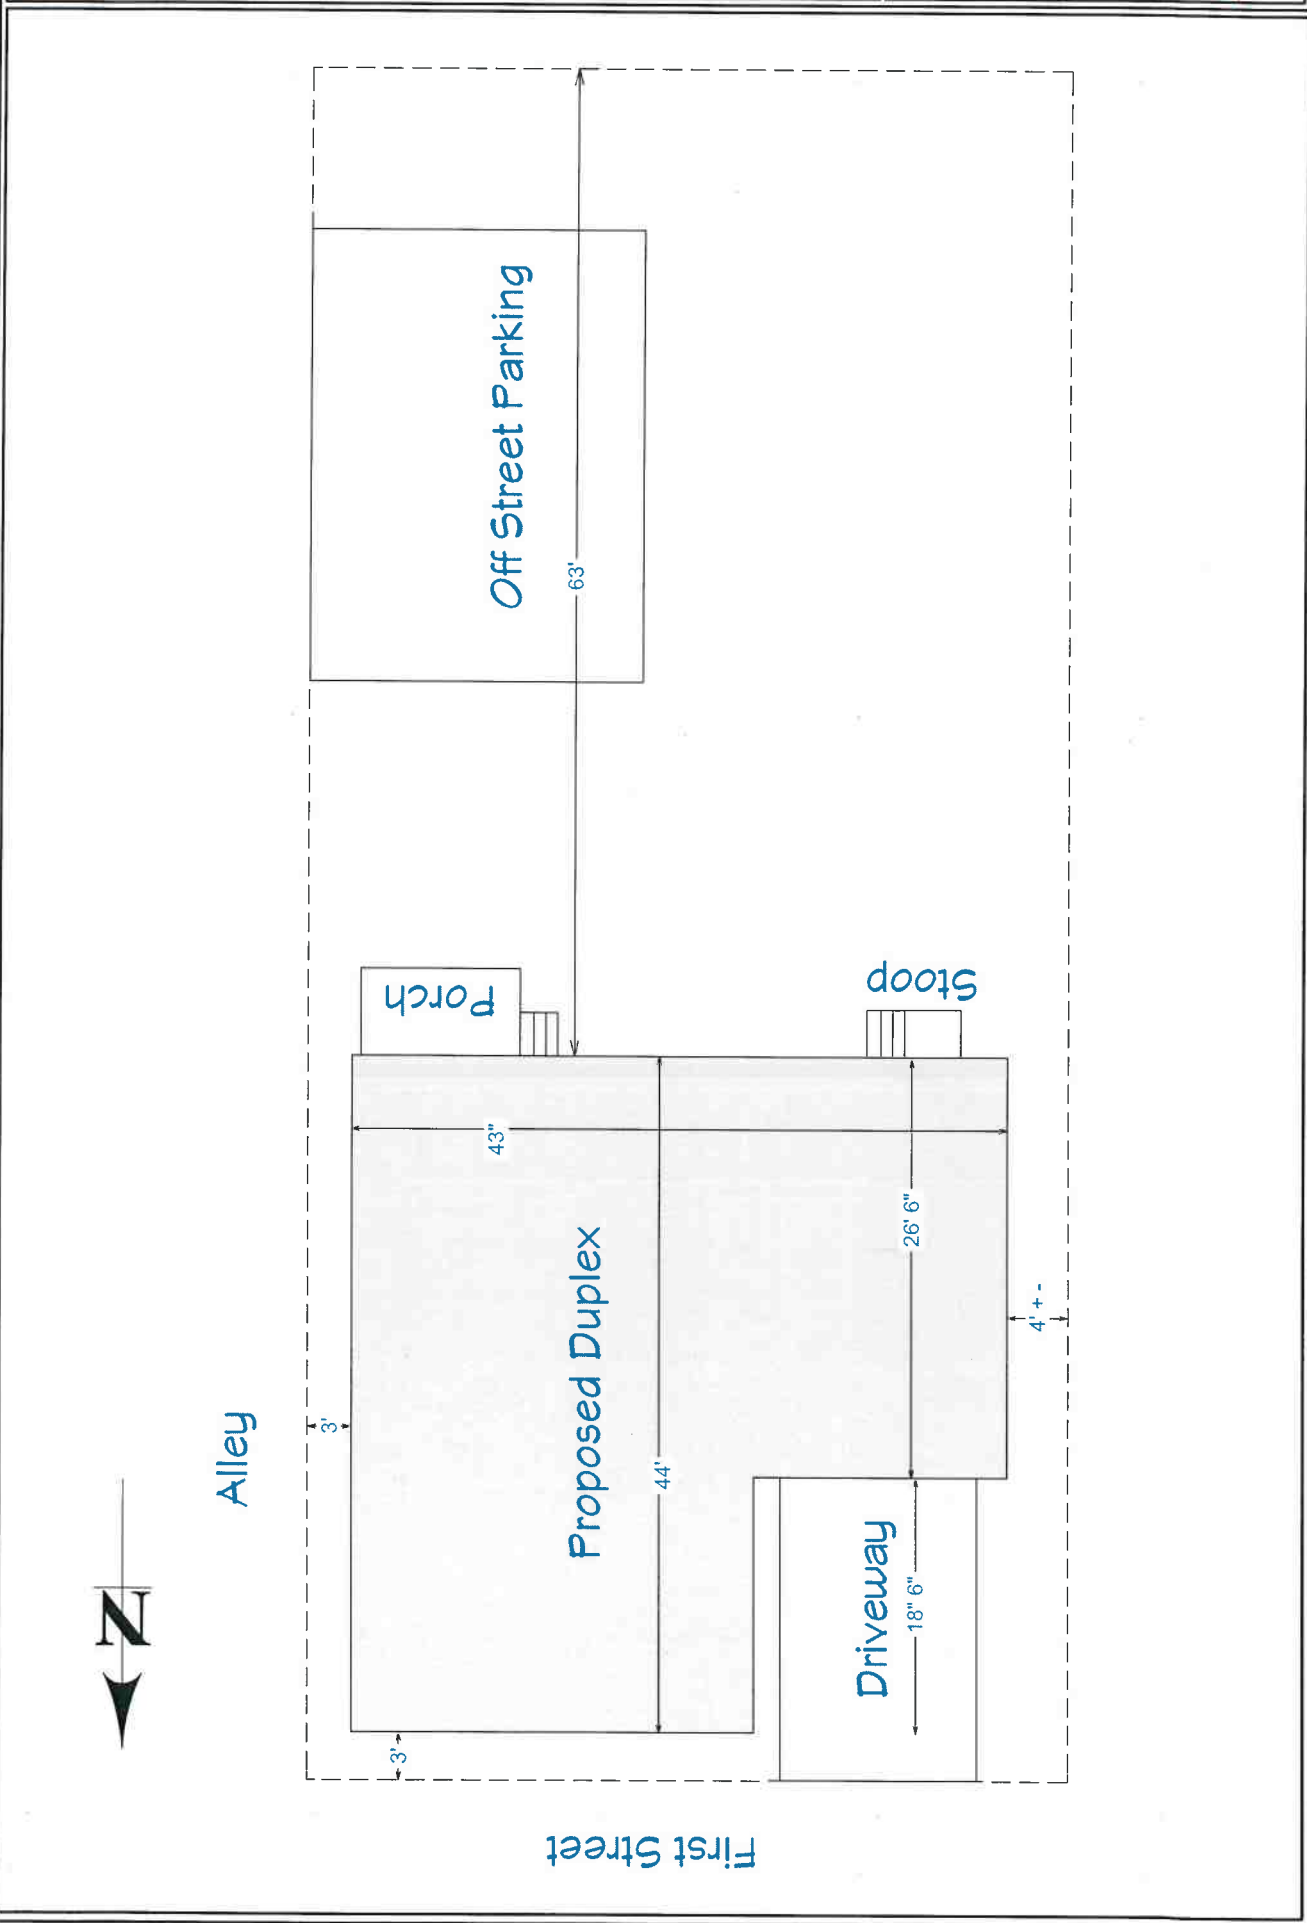 N
Alley
Off Street Parking
63'
Porch
Stoop
43"
26' 6"
4' + -
3'
Proposed Duplex
44'
Driveway
18" 6"
3'
First Street